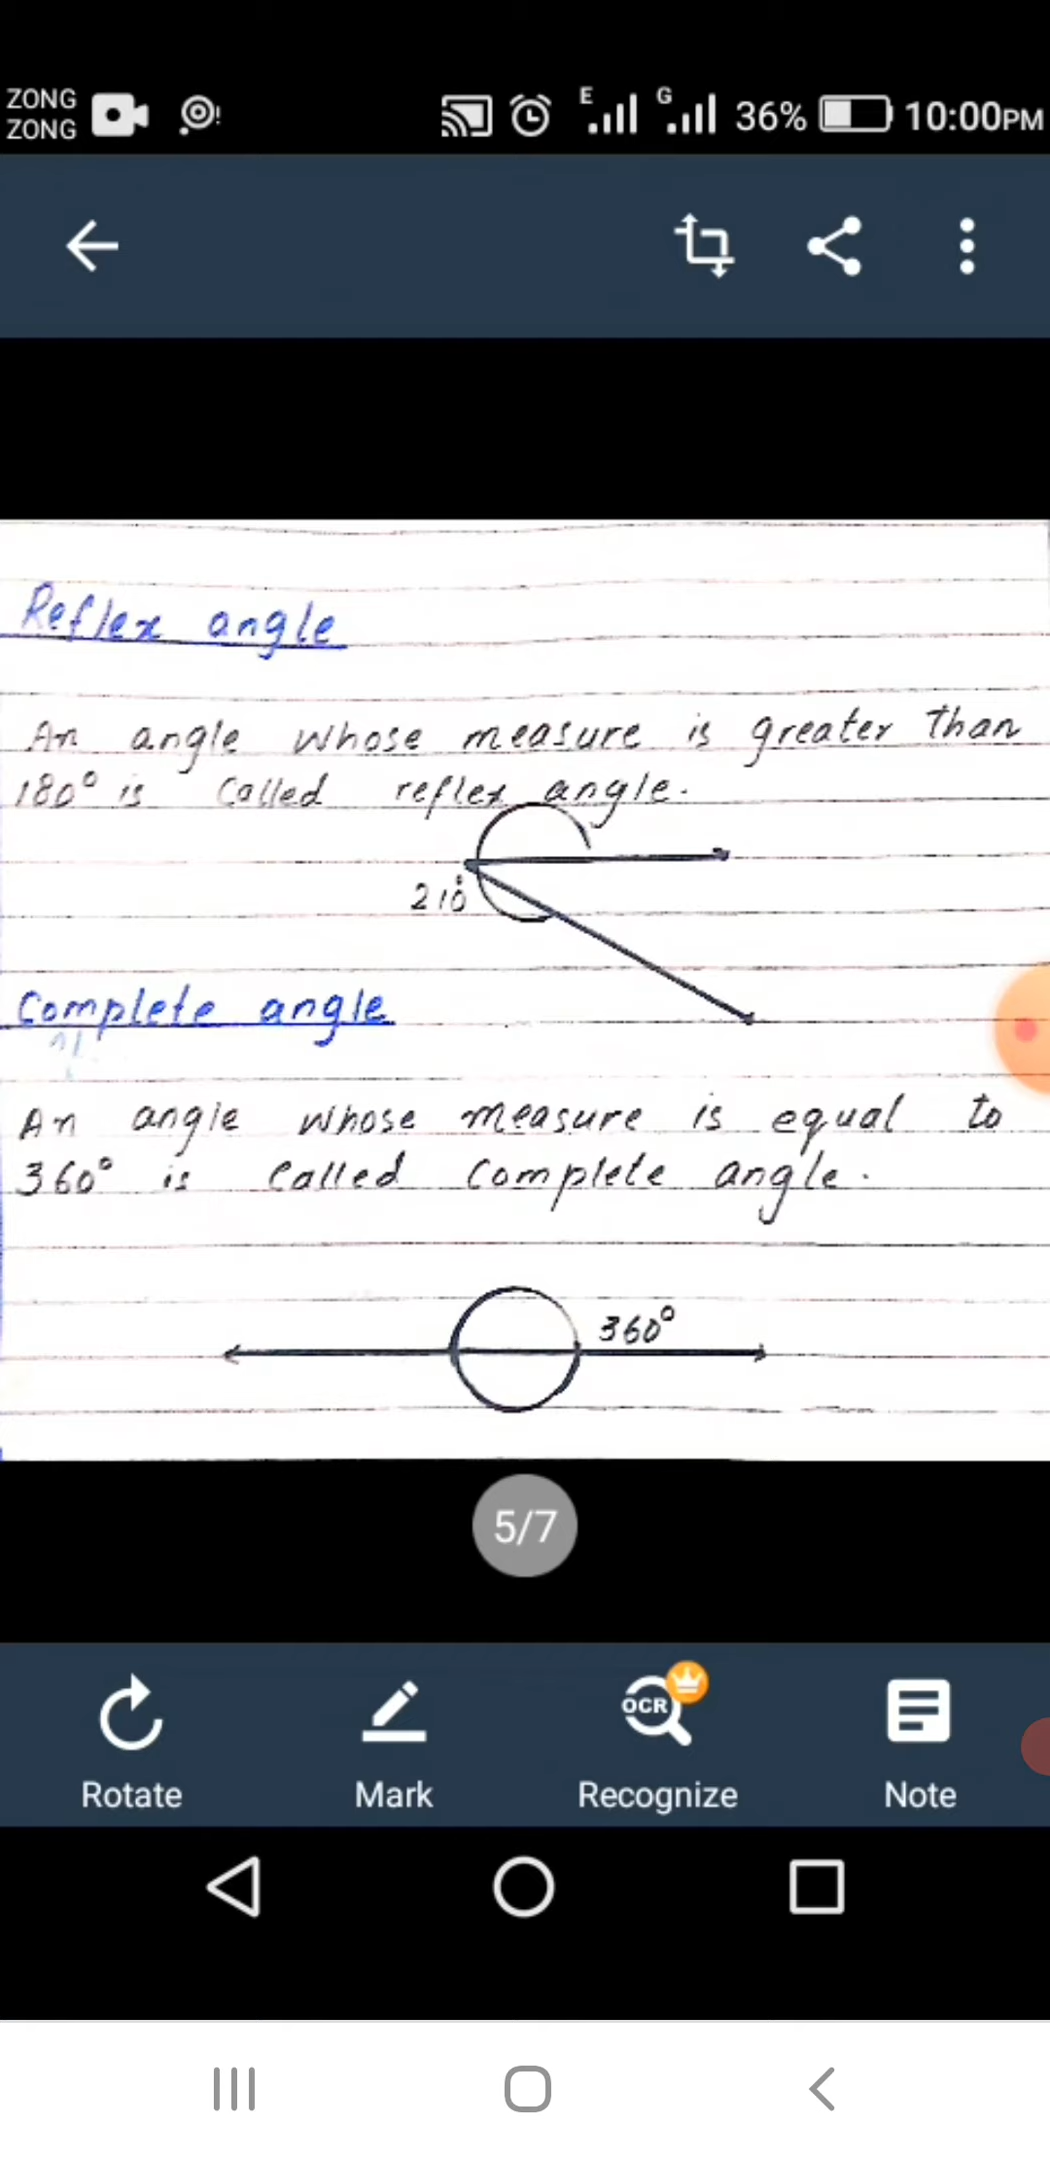 ZONG
ZONG
E G 36% 10:00PM
Reflex angle
An angle whose measure is greater than
180° is called reflex angle.
210°
Complete angle
An angle whose measure is equal to
360° is called complete angle.
360°
5/7
OCR
Rotate Mark Recognize Note